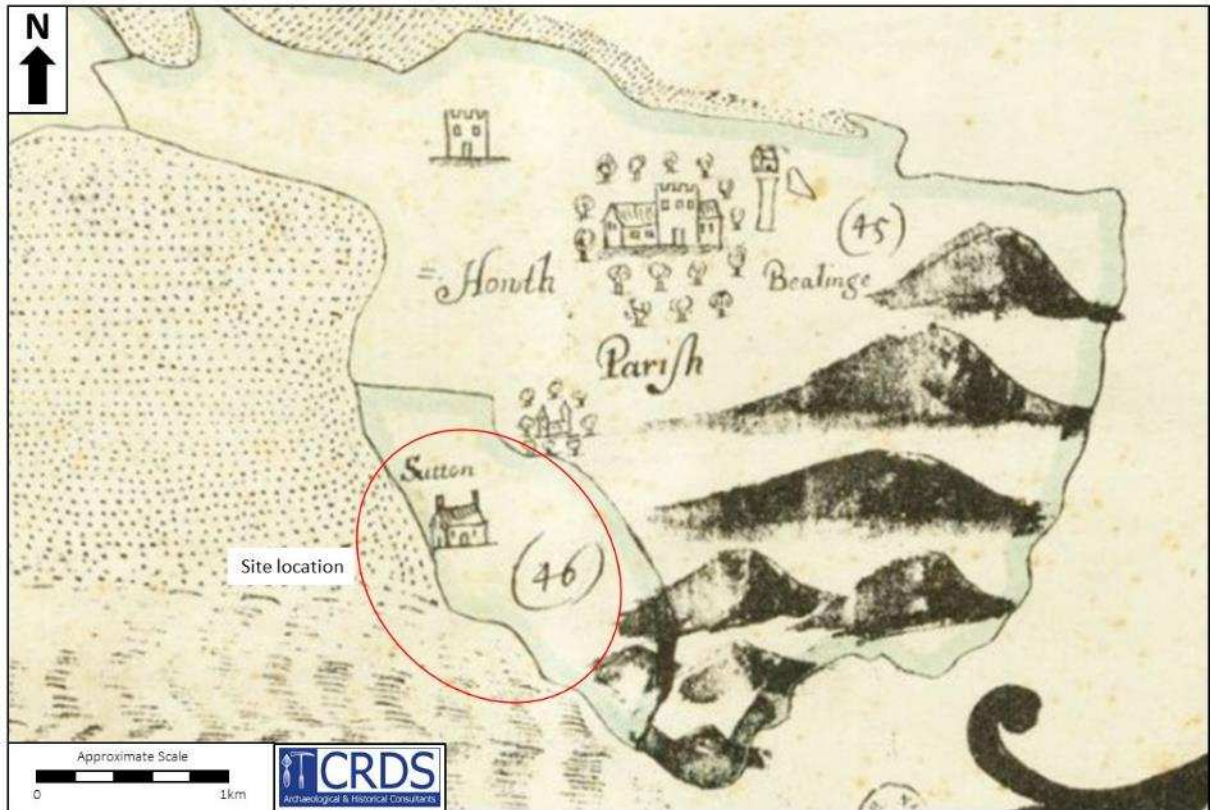 N
(45)
= Howth
Bealinge
Parish
Sutton
Site location
(46)
Approximate Scale
0 1km
CRDS
Archaeological & Historical Consultants